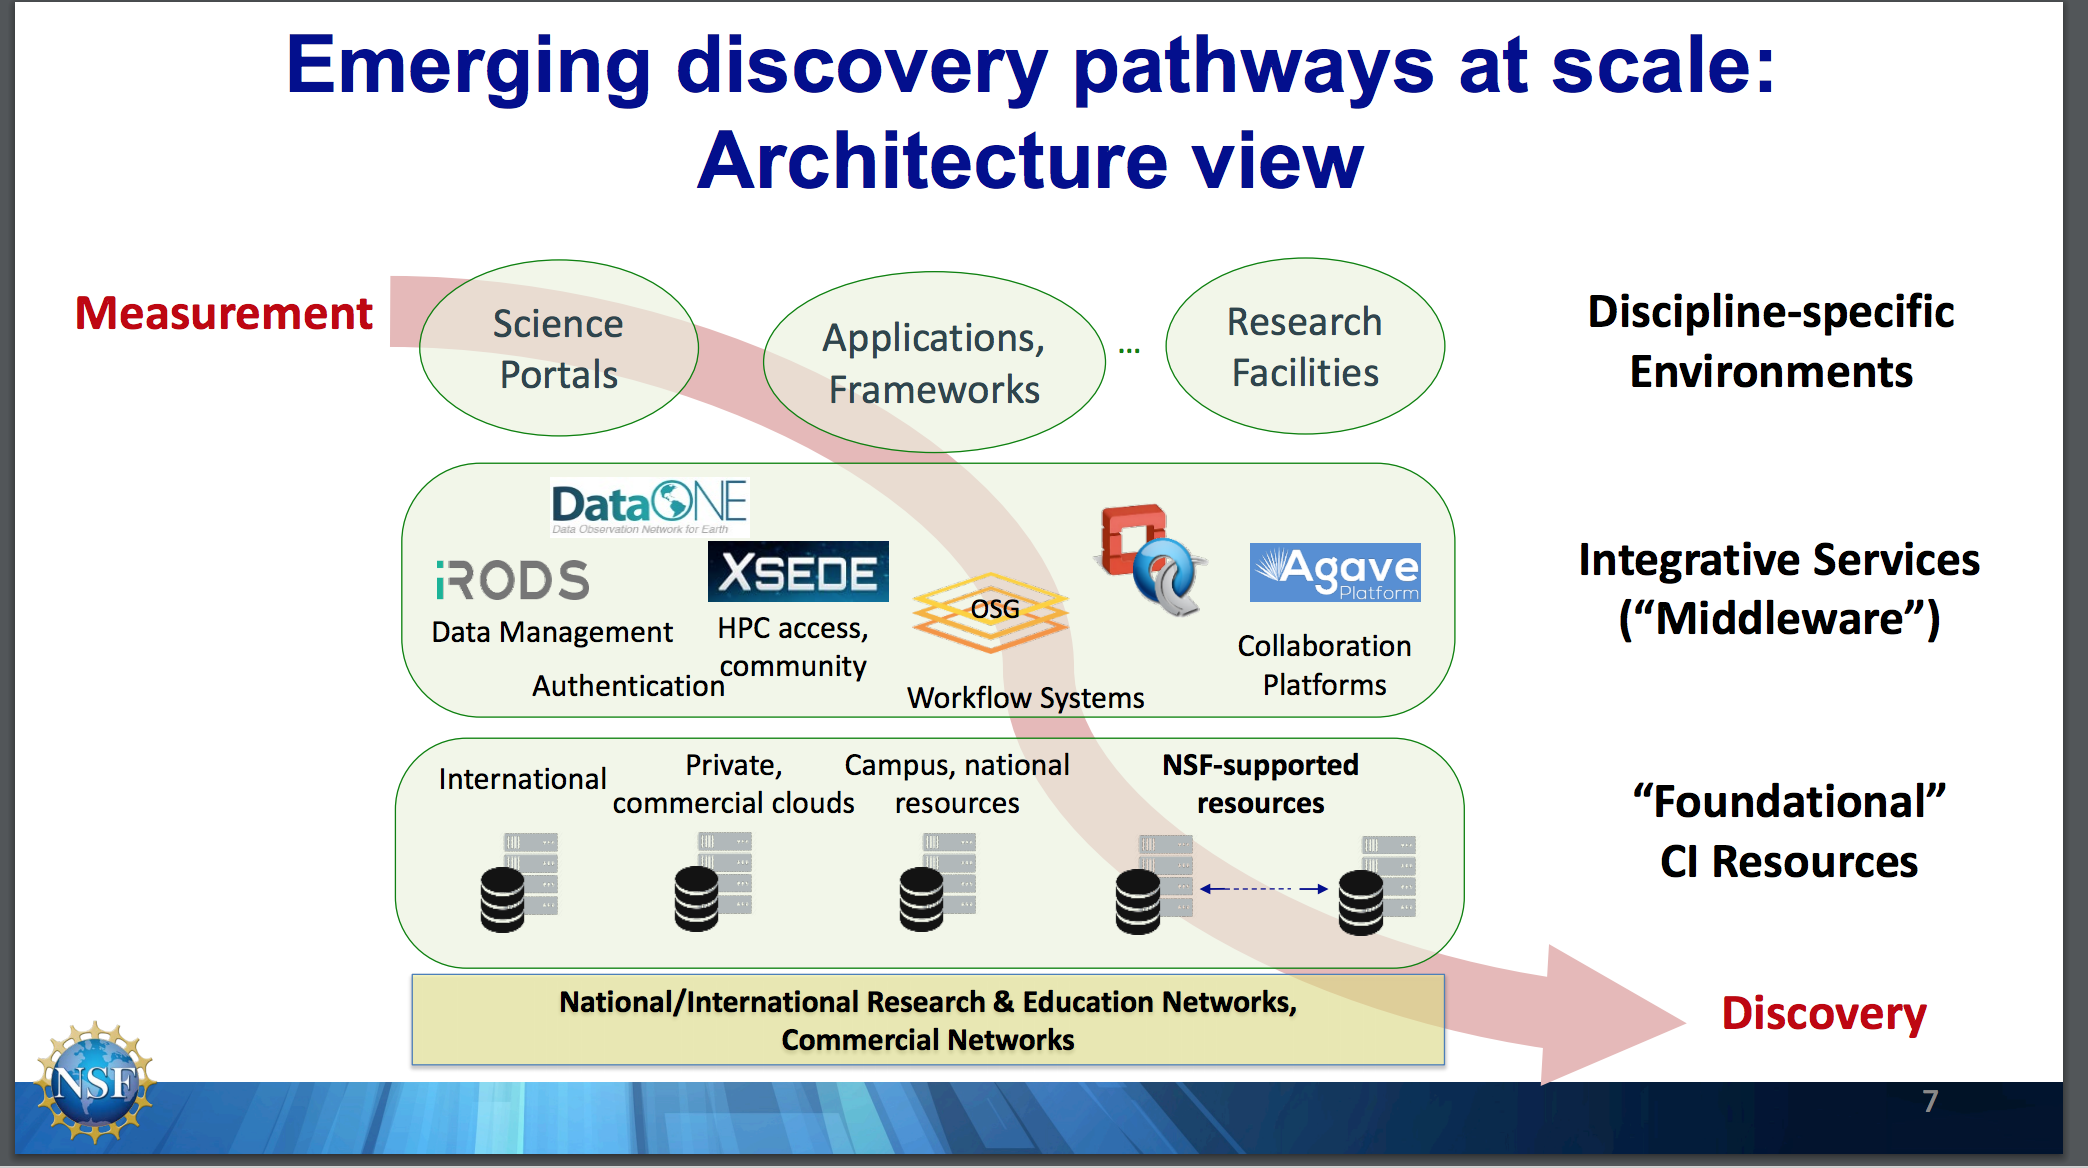 Emerging discovery pathways at scale:
Architecture view
Measurement
Science
Portals
Applications,
Frameworks
...
Research
Facilities
Discipline-specific
Environments
DataONE
Data Observation Network for Earth
iRODS
Data Management
Authentication
XSEDE
HPC access,
community
OSG
Workflow Systems
Agave
Platform
Collaboration
Platforms
Integrative Services
(“Middleware”)
International
Private,
commercial clouds
Campus, national
resources
NSF-supported
resources
“Foundational”
CI Resources
National/International Research & Education Networks,
Commercial Networks
Discovery
NSF
7